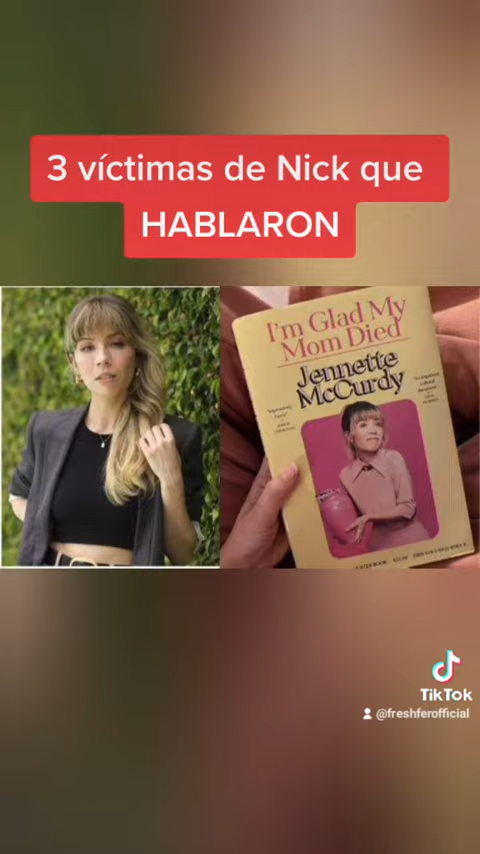 3 víctimas de Nick que
HABLARON
I'm Glad My
Mom Died
Jennette
McCurdy
TikTok
@freshferofficial